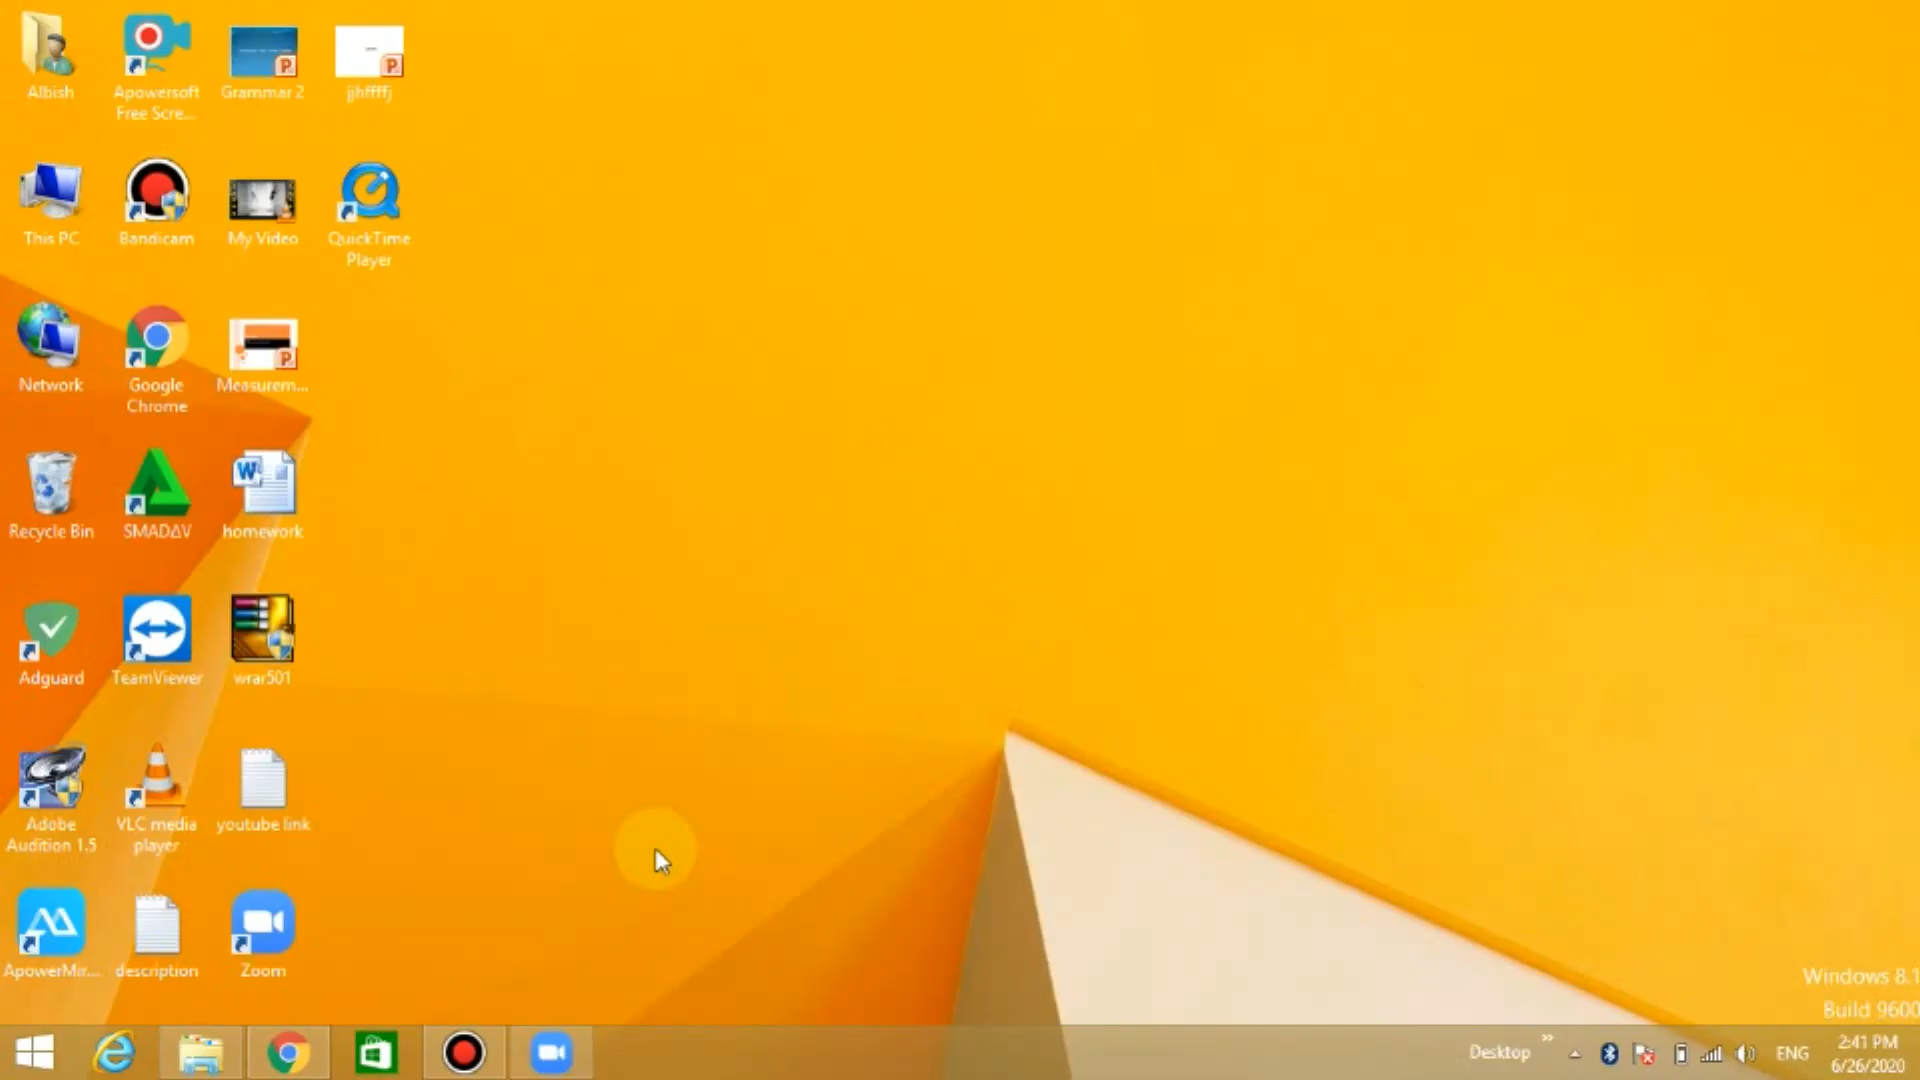 Albish
Apowersoft
Free Scre...
Grammar 2
jjhffffj
This PC
Bandicam
My Video
QuickTime
Player
Network
Google
Chrome
Measurem...
Recycle Bin
SMADΔV
homework
Adguard
TeamViewer
wrar501
Adobe
Audition 1.5
VLC media
player
youtube link
ApowerMir...
description
Zoom
Windows 8.1
Build 9600
Desktop
ENG
2:41 PM
6/26/2020